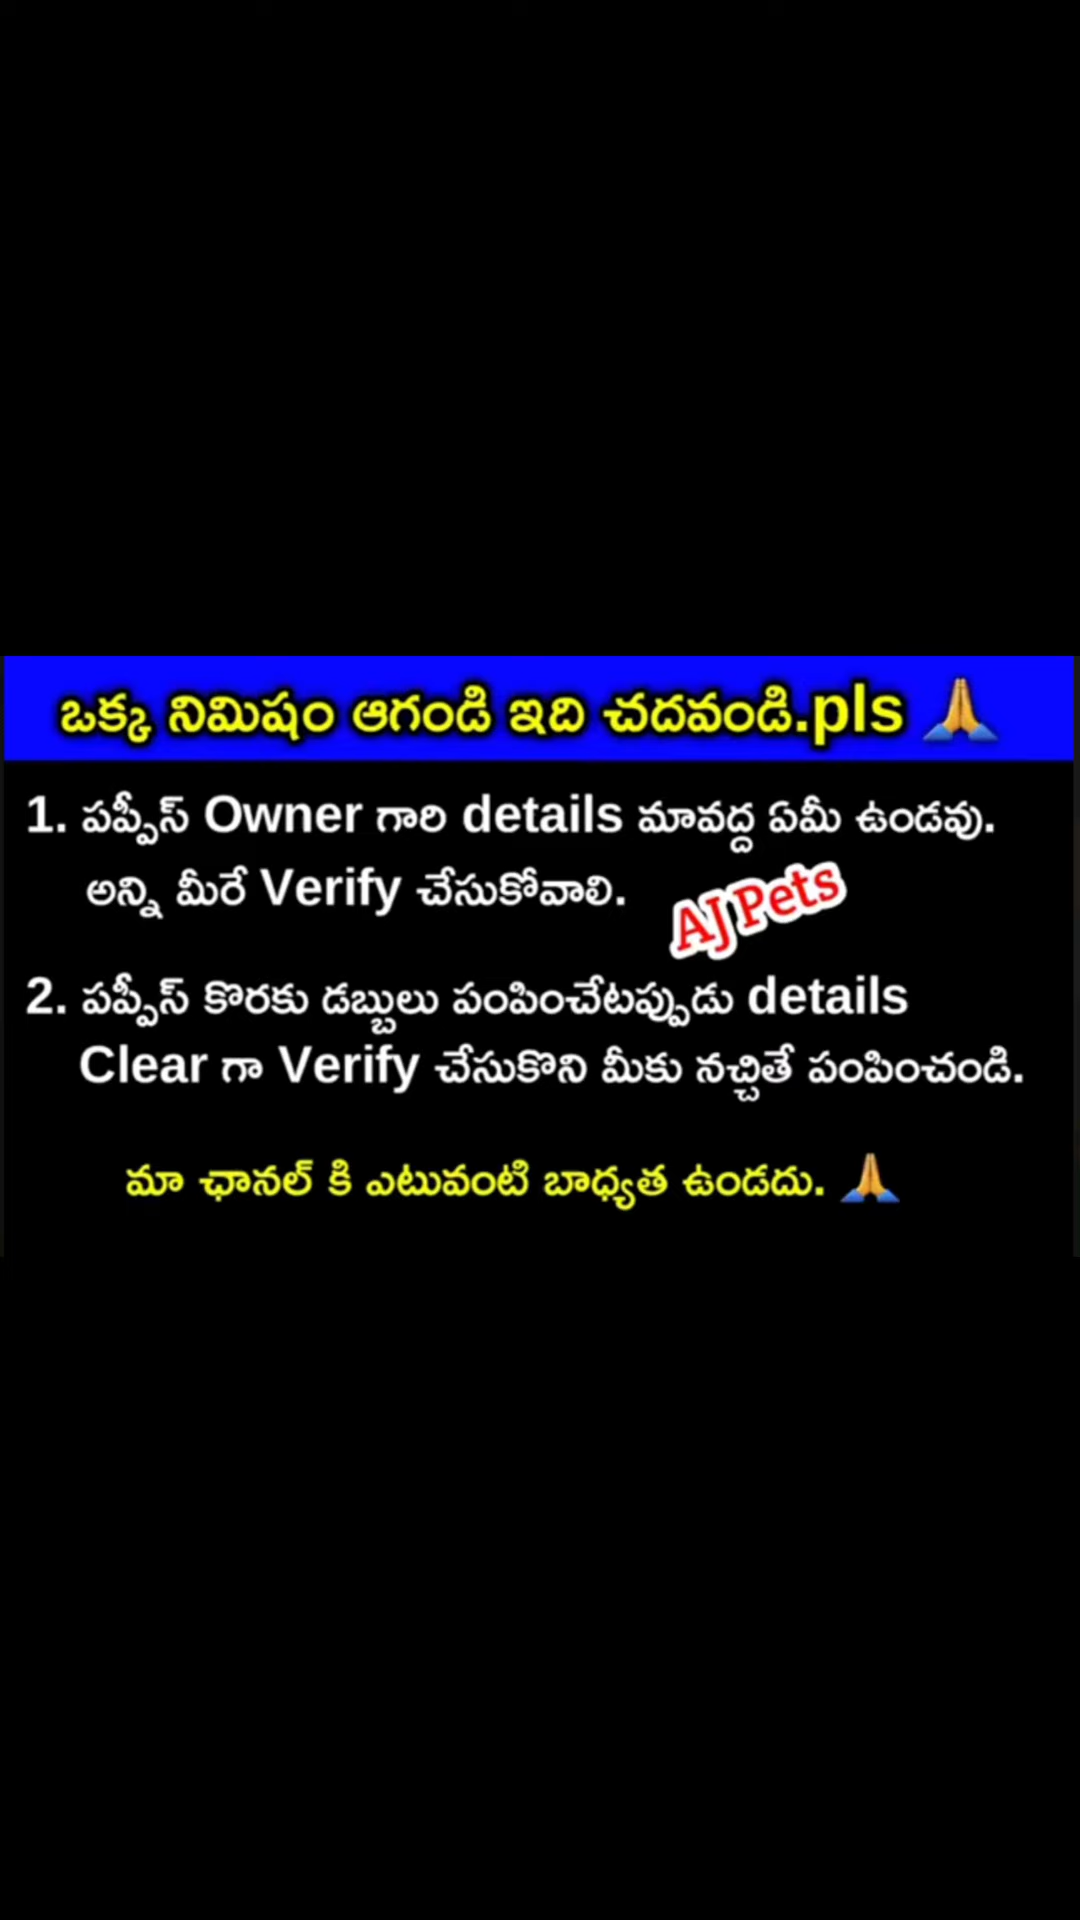 ఒక్క నిమిషం ఆగండి ఇది చదవండి.pls 🙏
1. పప్పీస్ Owner గారి details మావద్ద ఏమీ ఉండవు.
అన్ని మీరే Verify చేసుకోవాలి.
AJ Pets
2. పప్పీస్ కొరకు డబ్బులు పంపించేటప్పుడు details
Clear గా Verify చేసుకొని మీకు నచ్చితే పంపించండి.
మా ఛానల్ కి ఎటువంటి బాధ్యత ఉండదు. 🙏